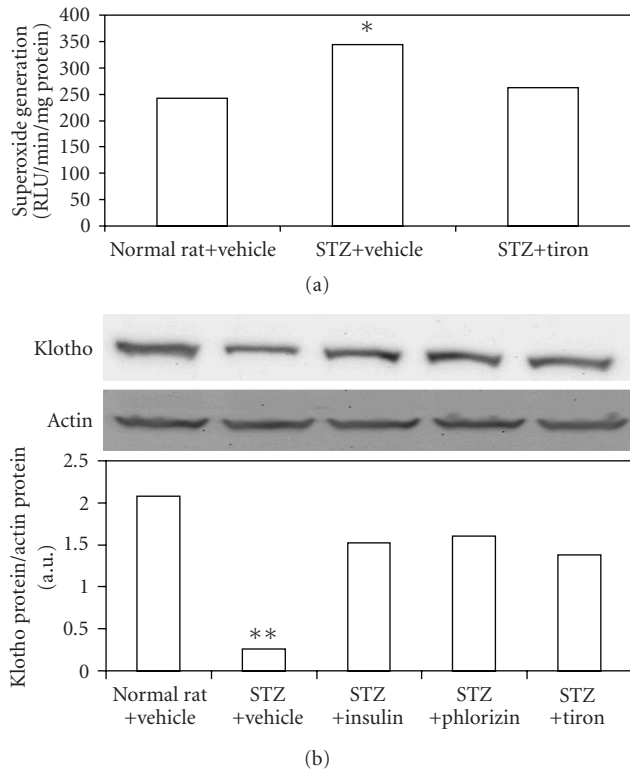 Superoxide generation
(RLU/min/mg protein)
400
350
300
250
200
150
100
50
0
*
Normal rat+vehicle STZ+vehicle STZ+tiron
(a)
Klotho
Actin
Klotho protein/actin protein
(a.u.)
2.5
2
1.5
1
0.5
0
**
Normal rat +vehicle
STZ +vehicle
STZ +insulin
STZ +phlorizin
STZ +tiron
(b)